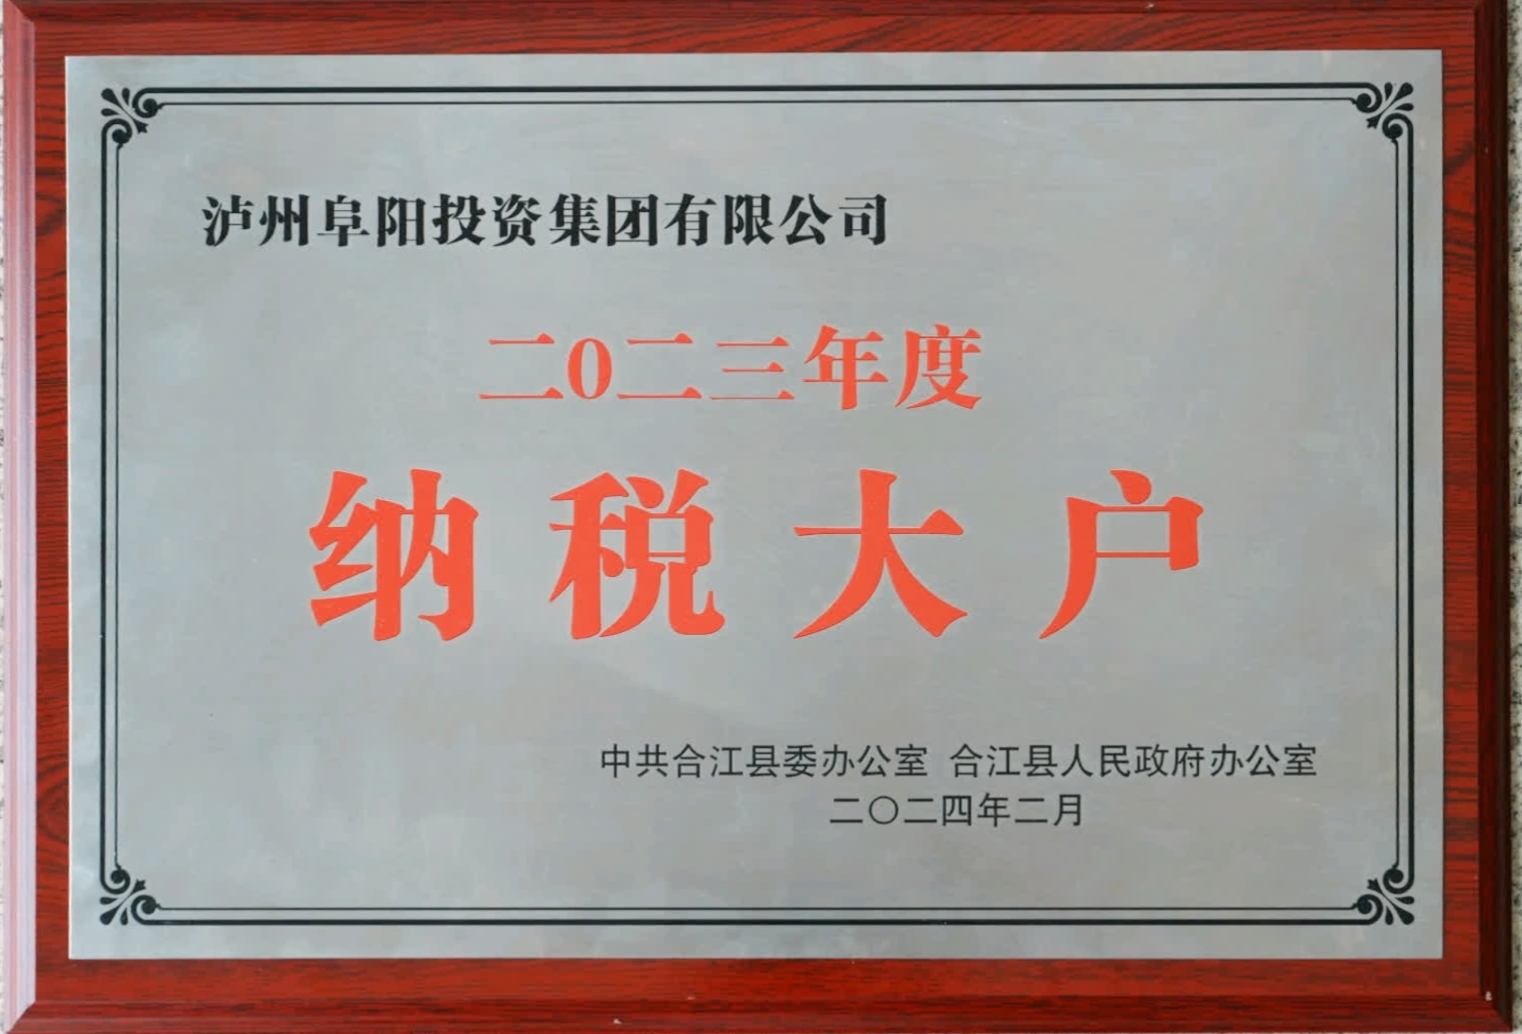 泸州阜阳投资集团有限公司
二0二三年度
纳税大户
中共合江县委办公室 合江县人民政府办公室
二〇二四年二月